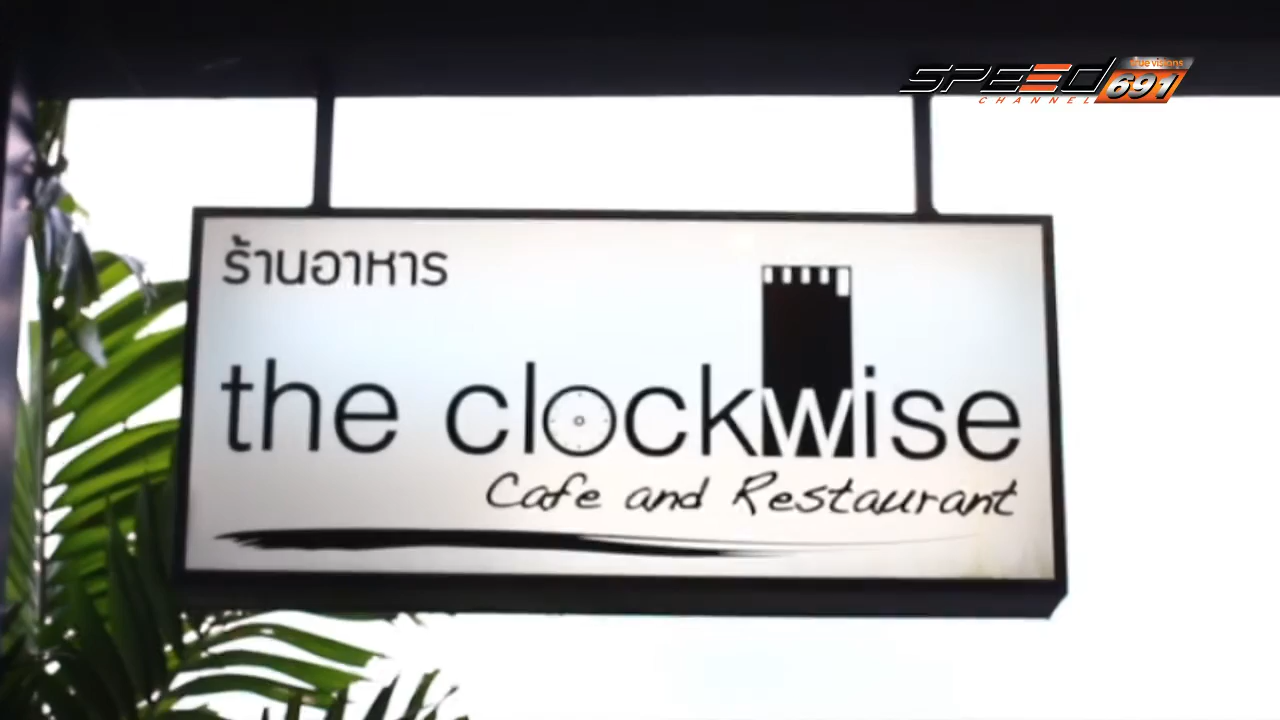 SPEED
CHANNEL
true visions
691
ร้านอาหาร
the clockwise
Cafe and Restaurant